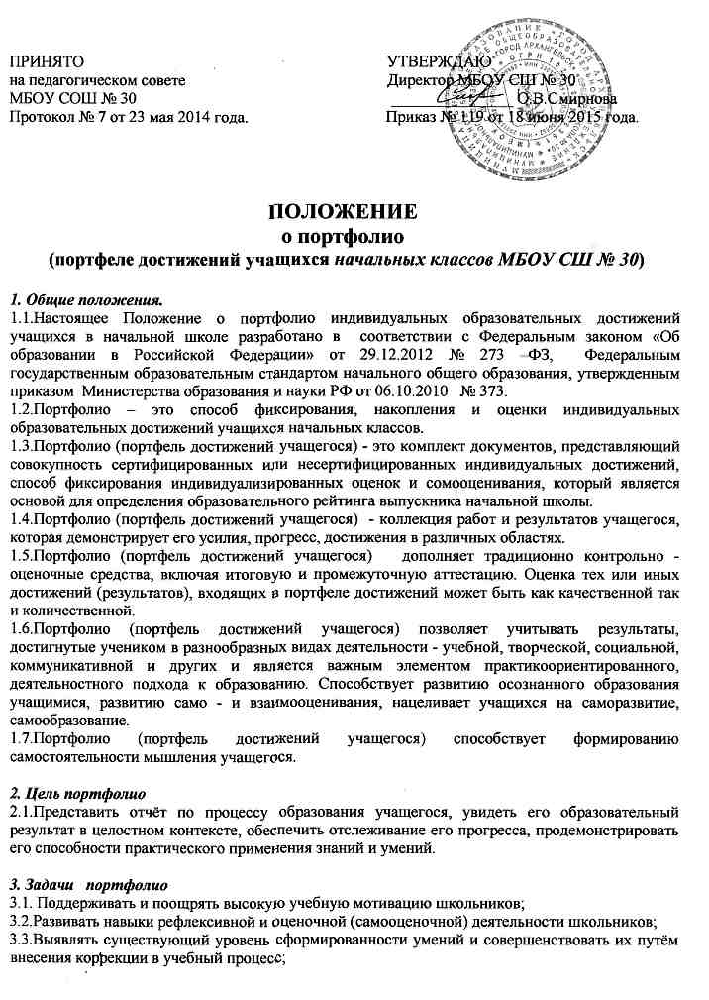 ПРИНЯТО
на педагогическом совете
МБОУ СОШ № 30
Протокол № 7 от 23 мая 2014 года.
УТВЕРЖДАЮ
Директор МБОУ СШ № 30
О.В.Смирнова
Приказ № 119 от 18 июня 2015 года.
ПОЛОЖЕНИЕ
о портфолио
(портфеле достижений учащихся начальных классов МБОУ СШ № 30)
1. Общие положения.
1.1.Настоящее Положение о портфолио индивидуальных образовательных достижений
учащихся в начальной школе разработано в соответствии с Федеральным законом «Об
образовании в Российской Федерации» от 29.12.2012 № 273 –ФЗ, Федеральным
государственным образовательным стандартом начального общего образования, утвержденным
приказом Министерства образования и науки РФ от 06.10.2010 № 373.
1.2.Портфолио – это способ фиксирования, накопления и оценки индивидуальных
образовательных достижений учащихся начальных классов.
1.3.Портфолио (портфель достижений учащегося) - это комплект документов, представляющий
совокупность сертифицированных или несертифицированных индивидуальных достижений,
способ фиксирования индивидуализированных оценок и самооценивания, который является
основой для определения образовательного рейтинга выпускника начальной школы.
1.4.Портфолио (портфель достижений учащегося) - коллекция работ и результатов учащегося,
которая демонстрирует его усилия, прогресс, достижения в различных областях.
1.5.Портфолио (портфель достижений учащегося) дополняет традиционно контрольно -
оценочные средства, включая итоговую и промежуточную аттестацию. Оценка тех или иных
достижений (результатов), входящих в портфеле достижений может быть как качественной так
и количественной.
1.6.Портфолио (портфель достижений учащегося) позволяет учитывать результаты,
достигнутые учеником в разнообразных видах деятельности - учебной, творческой, социальной,
коммуникативной и других и является важным элементом практикоориентированного,
деятельностного подхода к образованию. Способствует развитию осознанного образования
учащимися, развитию само - и взаимооценивания, нацеливает учащихся на саморазвитие,
самообразование.
1.7.Портфолио (портфель достижений учащегося) способствует формированию
самостоятельности мышления учащегося.
2. Цель портфолио
2.1.Представить отчёт по процессу образования учащегося, увидеть его образовательный
результат в целостном контексте, обеспечить отслеживание его прогресса, продемонстрировать
его способности практического применения знаний и умений.
3. Задачи портфолио
3.1. Поддерживать и поощрять высокую учебную мотивацию школьников;
3.2.Развивать навыки рефлексивной и оценочной (самооценочной) деятельности школьников;
3.3.Выявлять существующий уровень сформированности умений и совершенствовать их путём
внесения коррекции в учебный процесс;